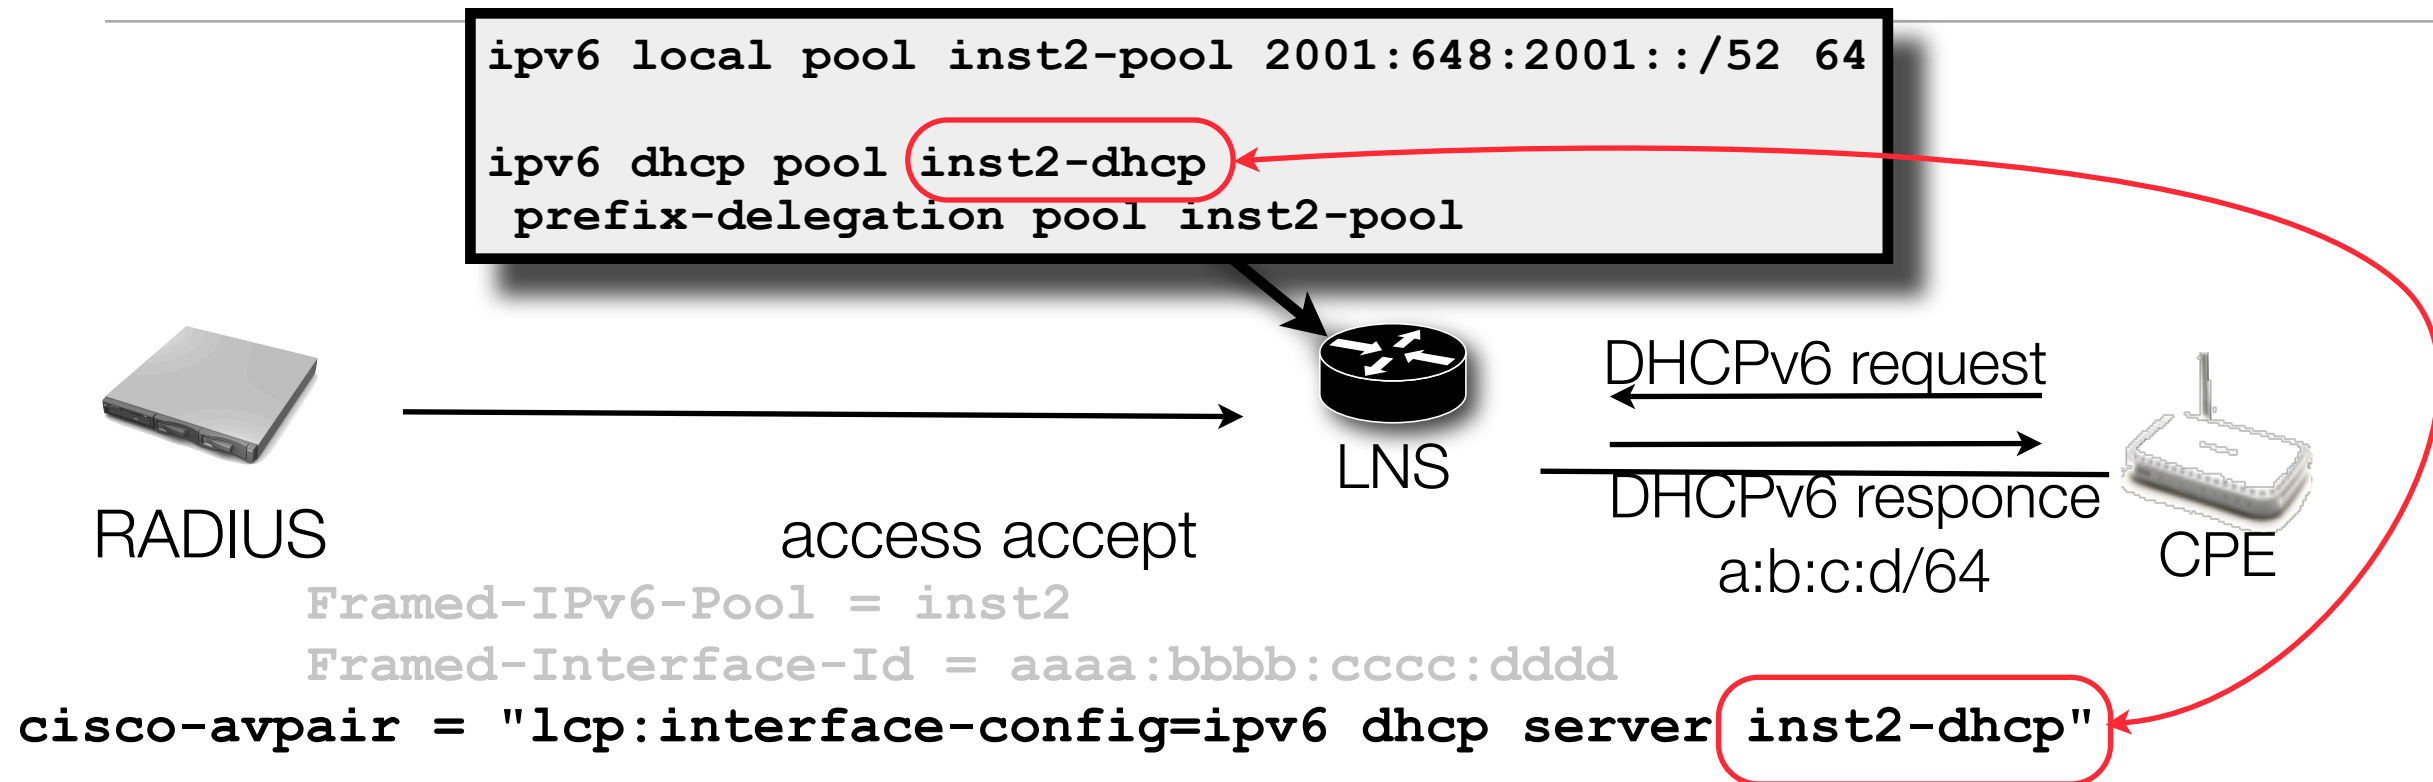 ipv6 local pool inst2-pool 2001:648:2001::/52 64
ipv6 dhcp pool inst2-dhcp
prefix-delegation pool inst2-pool
DHCPv6 request
LNS
DHCPv6 responce
a:b:c:d/64
CPE
RADIUS
access accept
Framed-IPv6-Pool = inst2
Framed-Interface-Id = aaaa:bbbb:cccc:dddd
cisco-avpair = "lcp:interface-config=ipv6 dhcp server inst2-dhcp"